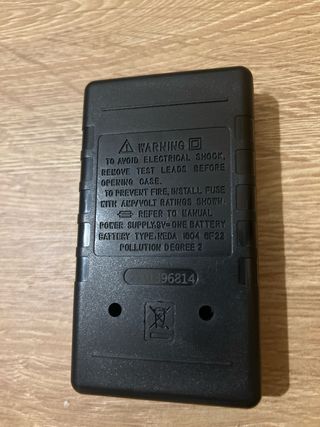 WARNING
TO AVOID ELECTRICAL SHOCK,
REMOVE TEST LEADS BEFORE
OPENING CASE.
TO PREVENT FIRE, INSTALL FUSE
WITH AMP/VOLT RATINGS SHOWN.
REFER TO MANUAL
POWER SUPPLY:9V ONE BATTERY
BATTERY TYPE: NEDA 1604 6F22
POLLUTION DEGREE 2